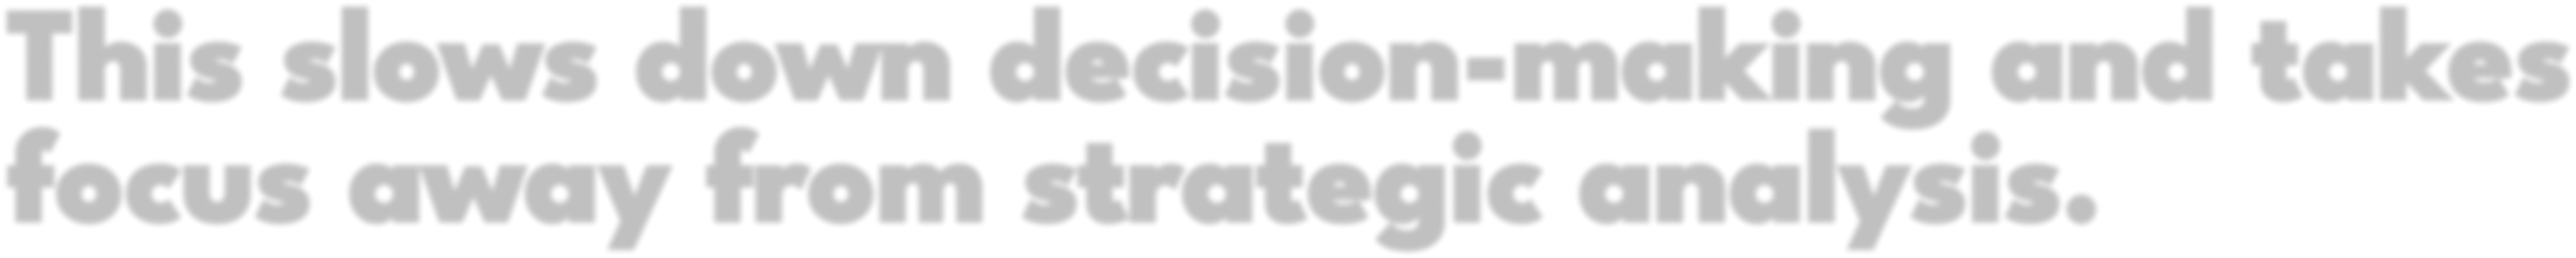 This slows down decision-making and takes
focus away from strategic analysis.